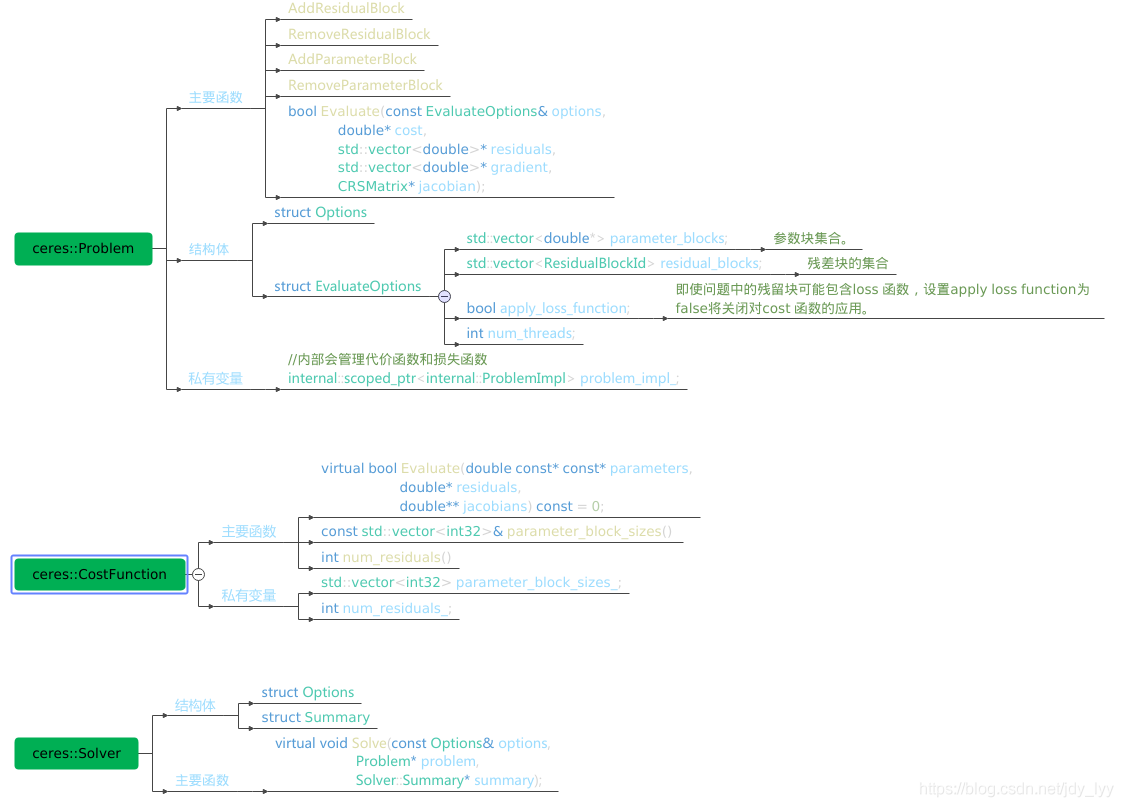 AddResidualBlock
RemoveResidualBlock
AddParameterBlock
RemoveParameterBlock
主要函数
bool Evaluate(const EvaluateOptions& options,
double* cost,
std::vector<double>* residuals,
std::vector<double>* gradient,
CRSMatrix* jacobian);
ceres::Problem
结构体
struct Options
struct EvaluateOptions
std::vector<double*> parameter_blocks;
参数块集合。
std::vector<ResidualBlockId> residual_blocks;
残差块的集合
bool apply_loss_function;
即使问题中的残留块可能包含loss 函数，设置apply loss function为
false将关闭对cost 函数的应用。
int num_threads;
私有变量
//内部会管理代价函数和损失函数
internal::scoped_ptr<internal::ProblemImpl> problem_impl_;
ceres::CostFunction
主要函数
virtual bool Evaluate(double const* const* parameters,
double* residuals,
double** jacobians) const = 0;
const std::vector<int32>& parameter_block_sizes()
int num_residuals()
私有变量
std::vector<int32> parameter_block_sizes_;
int num_residuals_;
ceres::Solver
结构体
struct Options
struct Summary
主要函数
virtual void Solve(const Options& options,
Problem* problem,
Solver::Summary* summary);
https://blog.csdn.net/jdy_lyy